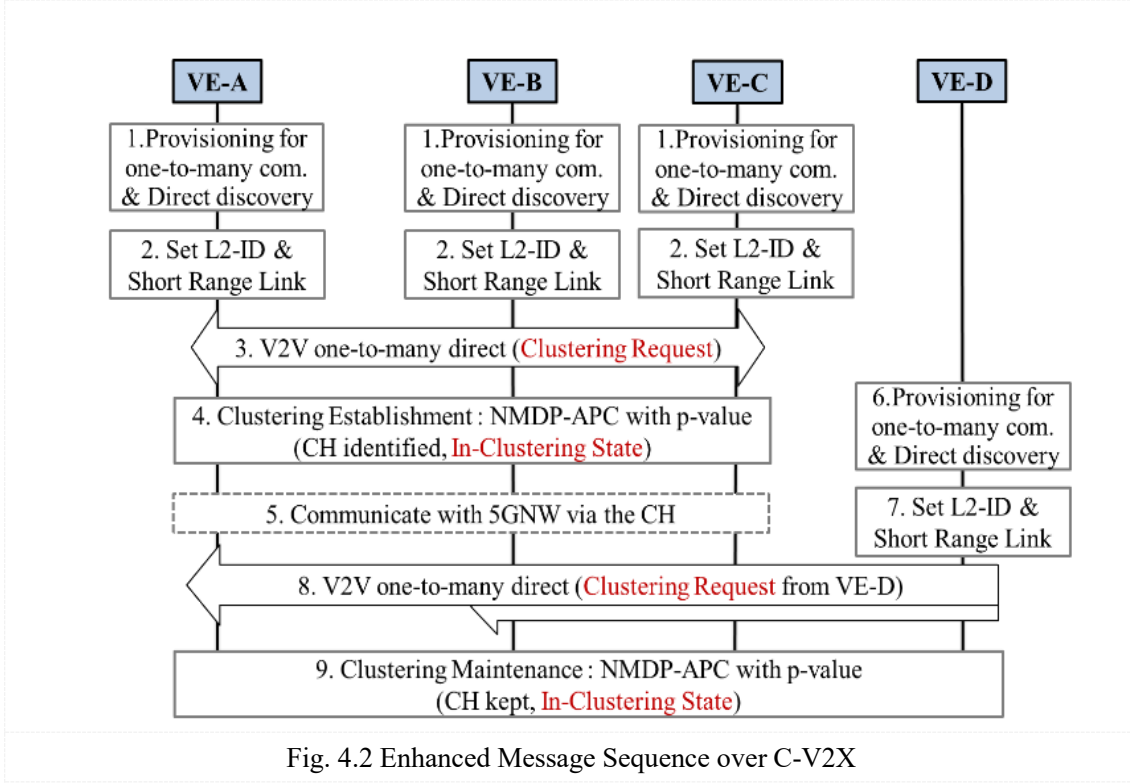 VE-A
VE-B
VE-C
VE-D
1.Provisioning for
one-to-many com.
& Direct discovery
1.Provisioning for
one-to-many com.
& Direct discovery
1.Provisioning for
one-to-many com.
& Direct discovery
2. Set L2-ID &
Short Range Link
2. Set L2-ID &
Short Range Link
2. Set L2-ID &
Short Range Link
3. V2V one-to-many direct (Clustering Request)
4. Clustering Establishment : NMDP-APC with p-value
(CH identified, In-Clustering State)
5. Communicate with 5GNW via the CH
6.Provisioning for
one-to-many com.
& Direct discovery
7. Set L2-ID &
Short Range Link
8. V2V one-to-many direct (Clustering Request from VE-D)
9. Clustering Maintenance : NMDP-APC with p-value
(CH kept, In-Clustering State)
Fig. 4.2 Enhanced Message Sequence over C-V2X